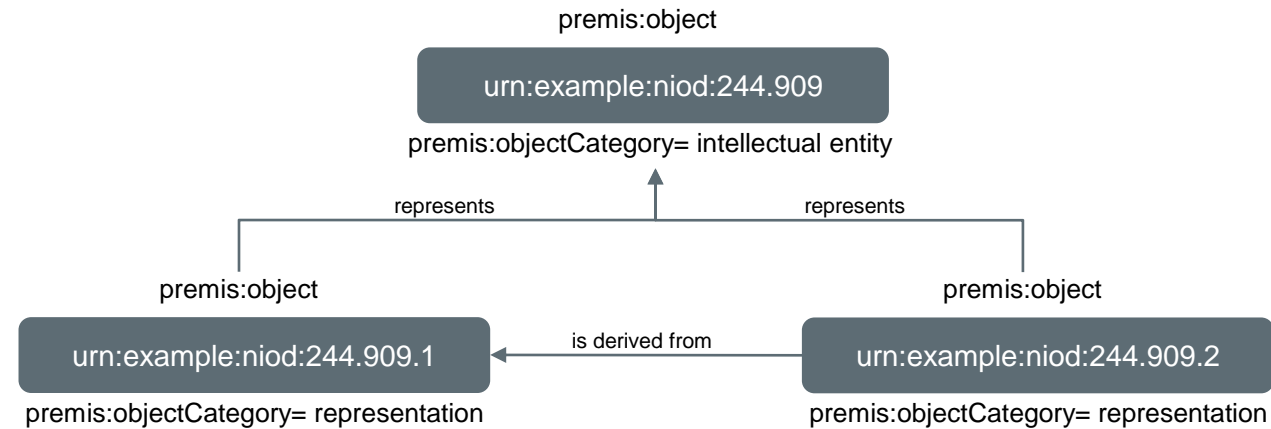 premis:object
urn:example:niod:244.909
premis:objectCategory= intellectual entity
represents
represents
premis:object
premis:object
urn:example:niod:244.909.1
is derived from
urn:example:niod:244.909.2
premis:objectCategory= representation
premis:objectCategory= representation